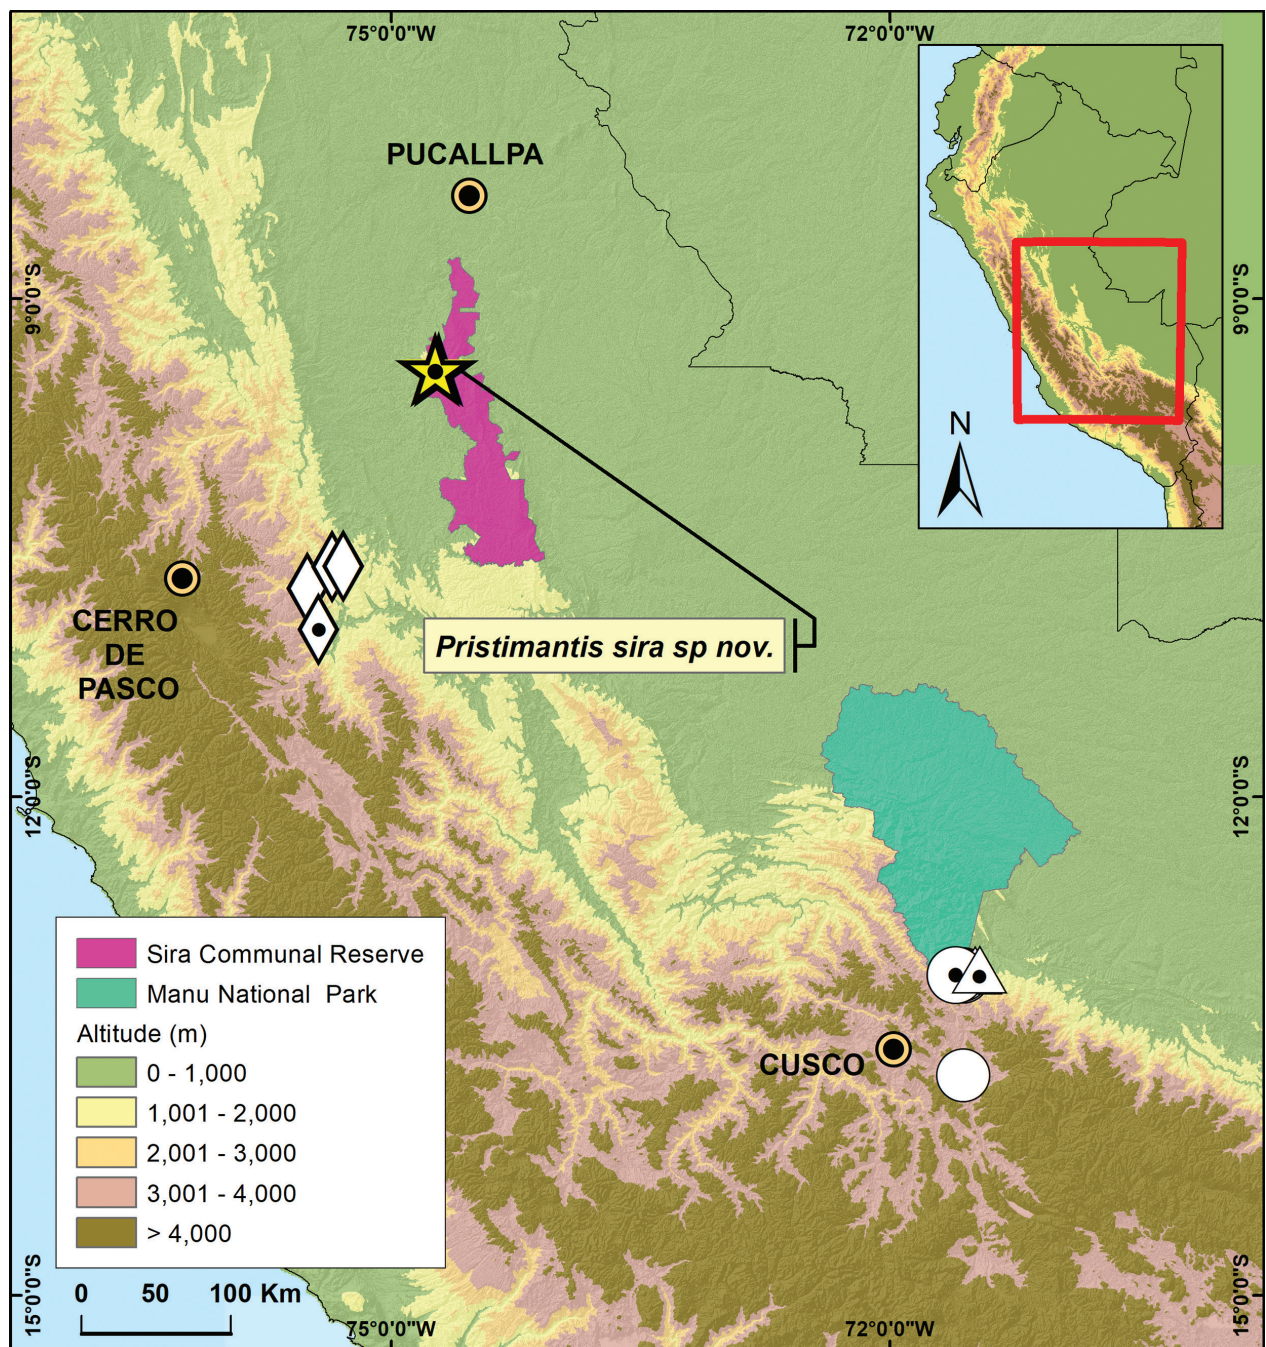 75°0'0"W
72°0'0"W
PUCALLPA
9°0'0"S
9°0'0"S
N
CERRO
DE
PASCO
Pristimantis sira sp nov.
12°0'0"S
12°0'0"S
Sira Communal Reserve
Manu National Park
Altitude (m)
0 - 1,000
1,001 - 2,000
2,001 - 3,000
3,001 - 4,000
> 4,000
CUSCO
15°0'0"S
15°0'0"S
0 50 100 Km
75°0'0"W
72°0'0"W